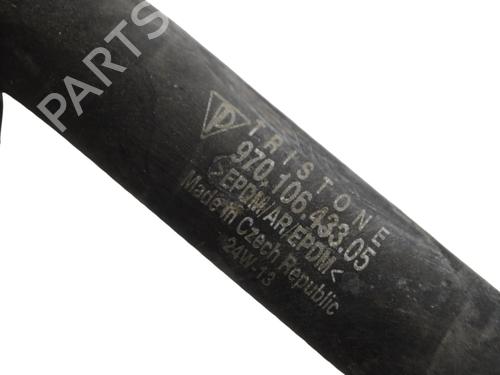 PARTS
TRISTONE
970.106.433.05
>EPDM/AR/EPDM<
Made in Czech Republic
24W-13